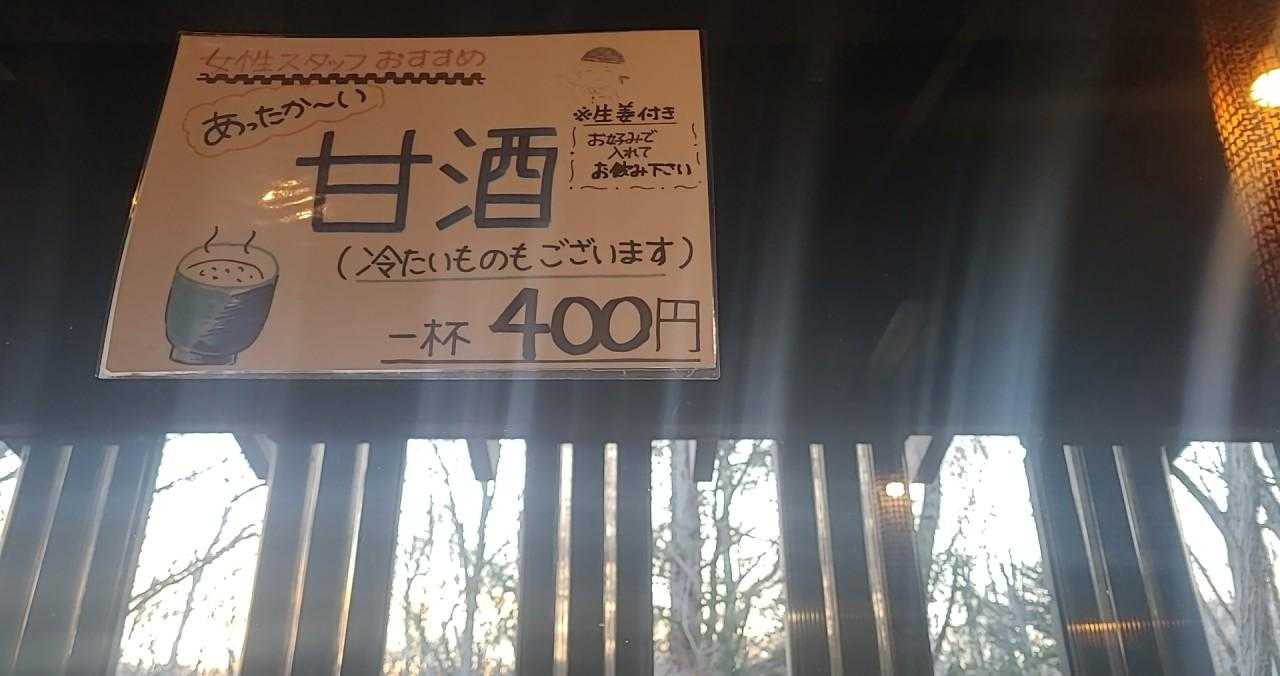 女性スタッフおすすめ
あったか～い
甘酒
※生姜付き
お好みで
入れて
お飲み下さい
(冷たいものもございます)
一杯 400円